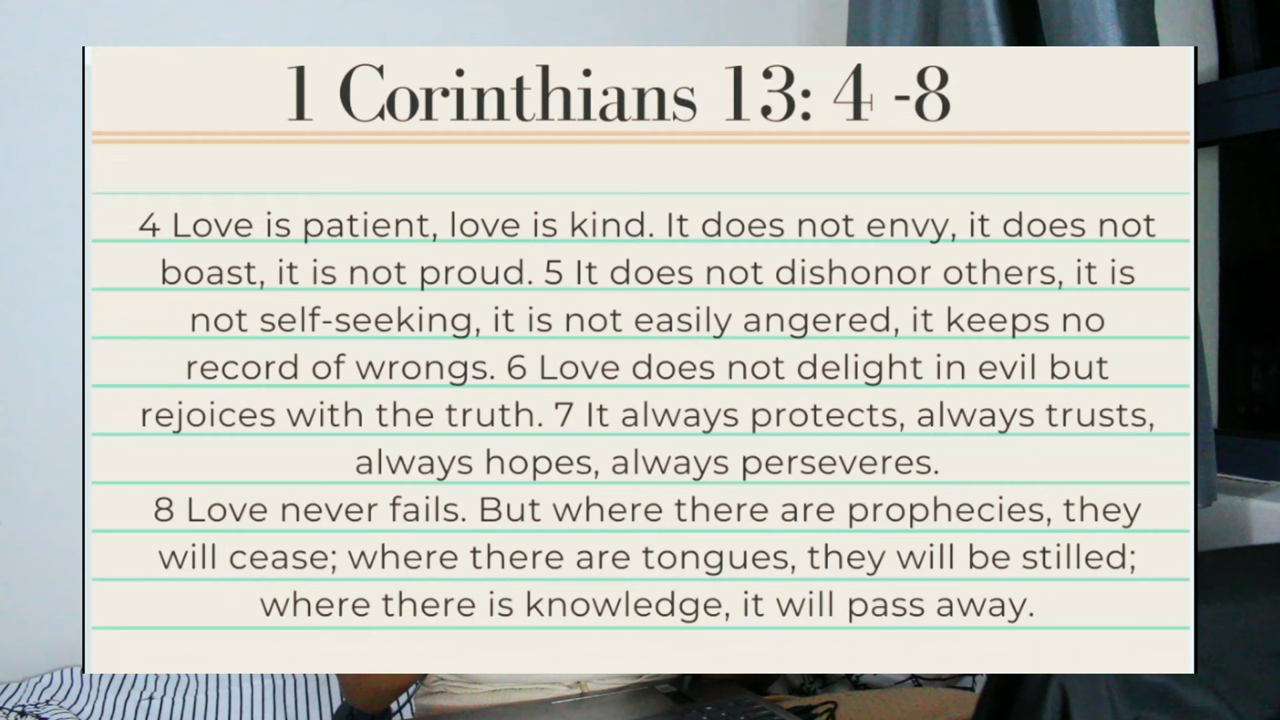 1 Corinthians 13: 4 -8
4 Love is patient, love is kind. It does not envy, it does not
boast, it is not proud. 5 It does not dishonor others, it is
not self-seeking, it is not easily angered, it keeps no
record of wrongs. 6 Love does not delight in evil but
rejoices with the truth. 7 It always protects, always trusts,
always hopes, always perseveres.
8 Love never fails. But where there are prophecies, they
will cease; where there are tongues, they will be stilled;
where there is knowledge, it will pass away.